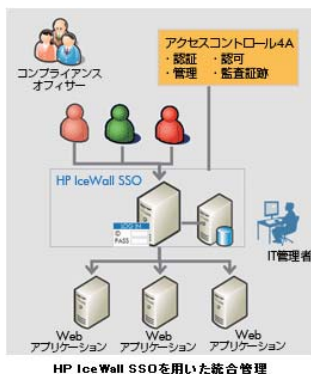 アクセスコントロール4A
・認証 ・認可
・管理 ・監査証跡
コンプライアンス
オフィサー
HP IceWall SSO
ID
PASS
IT管理者
Web
アプリケーション
Web
アプリケーション
Web
アプリケーション
HP IceWall SSOを用いた統合管理